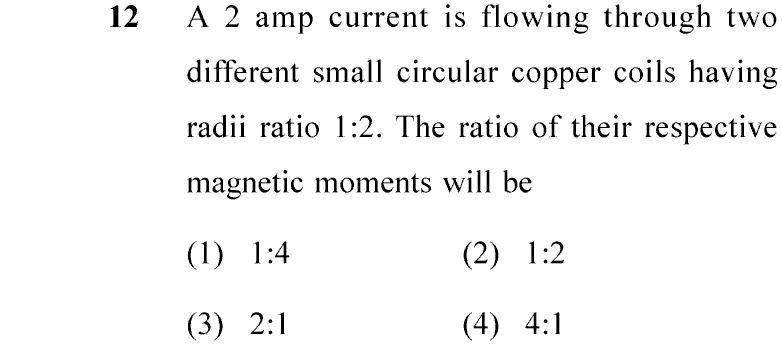 12 A 2 amp current is flowing through two
different small circular copper coils having
radii ratio 1:2. The ratio of their respective
magnetic moments will be
(1) 1:4 (2) 1:2
(3) 2:1 (4) 4:1